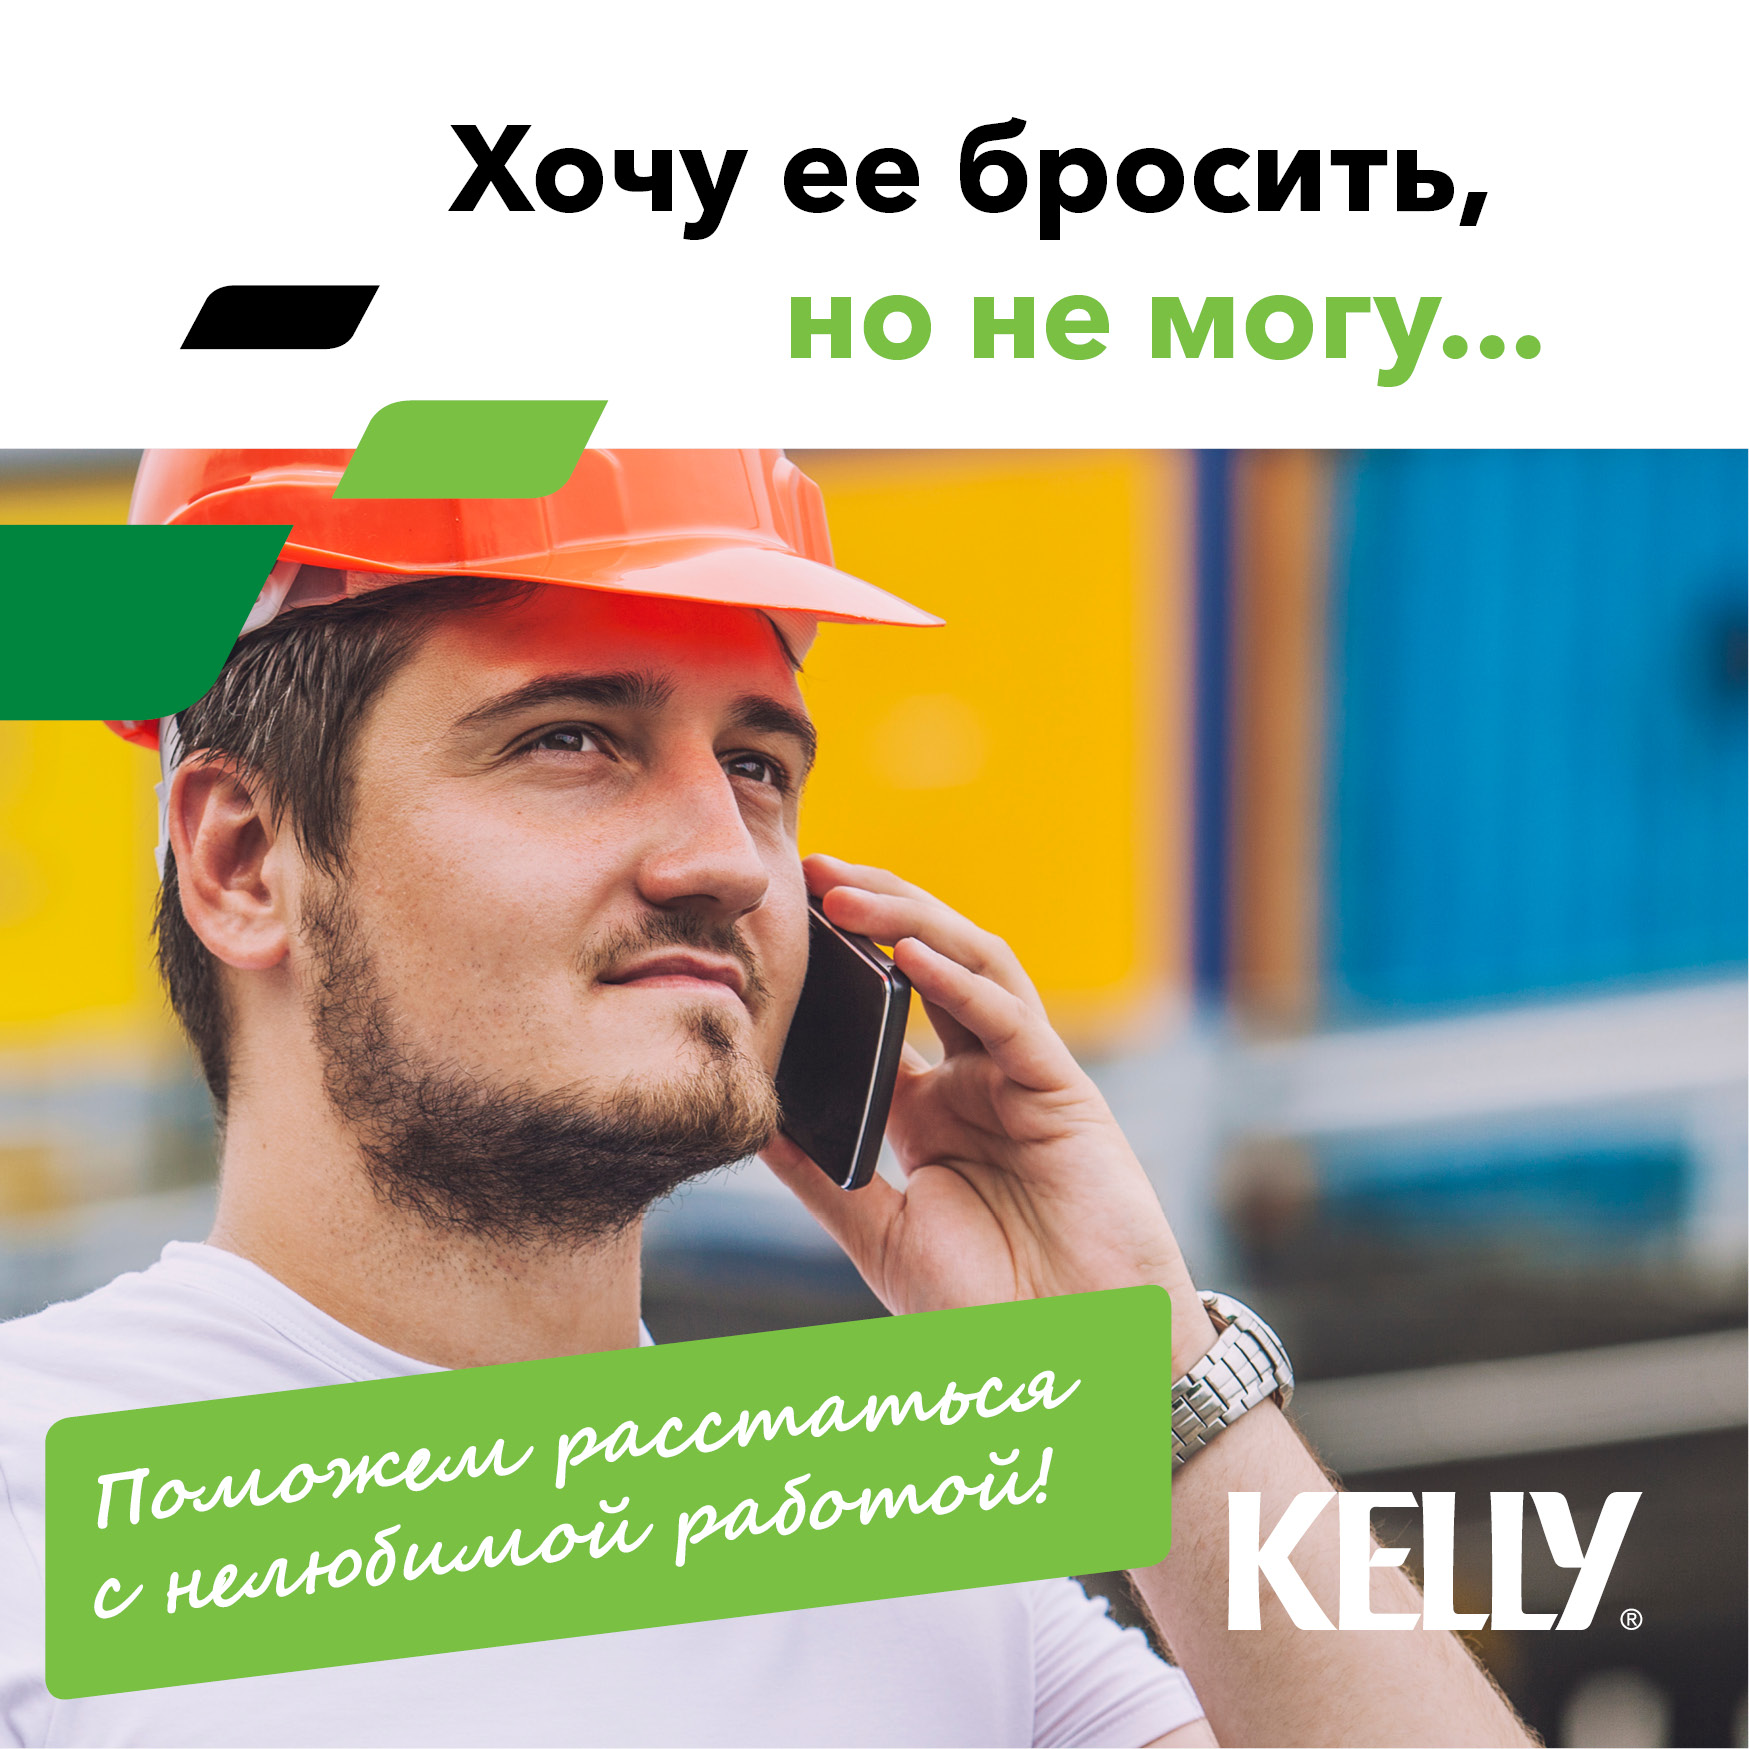 Хочу ее бросить,
но не могу...
Поможем расстаться
с нелюбимой работой!
KELLY®